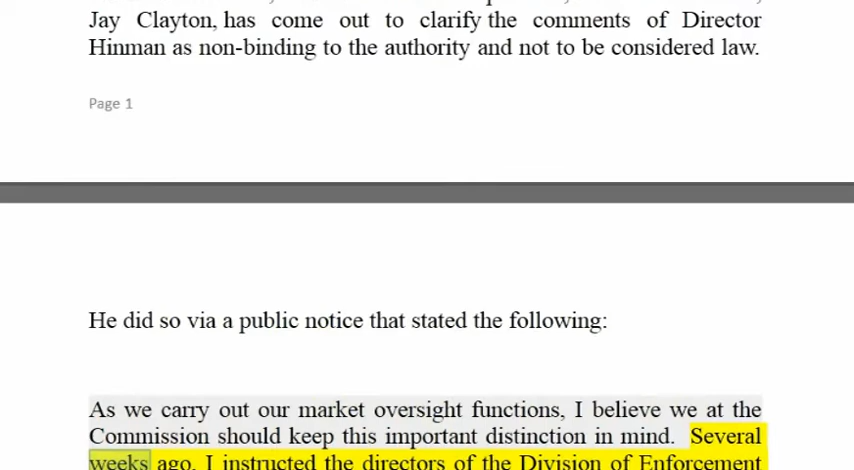 Jay Clayton, has come out to clarify the comments of Director
Hinman as non-binding to the authority and not to be considered law.
Page 1
He did so via a public notice that stated the following:
As we carry out our market oversight functions, I believe we at the
Commission should keep this important distinction in mind. Several
weeks ago, I instructed the directors of the Division of Enforcement